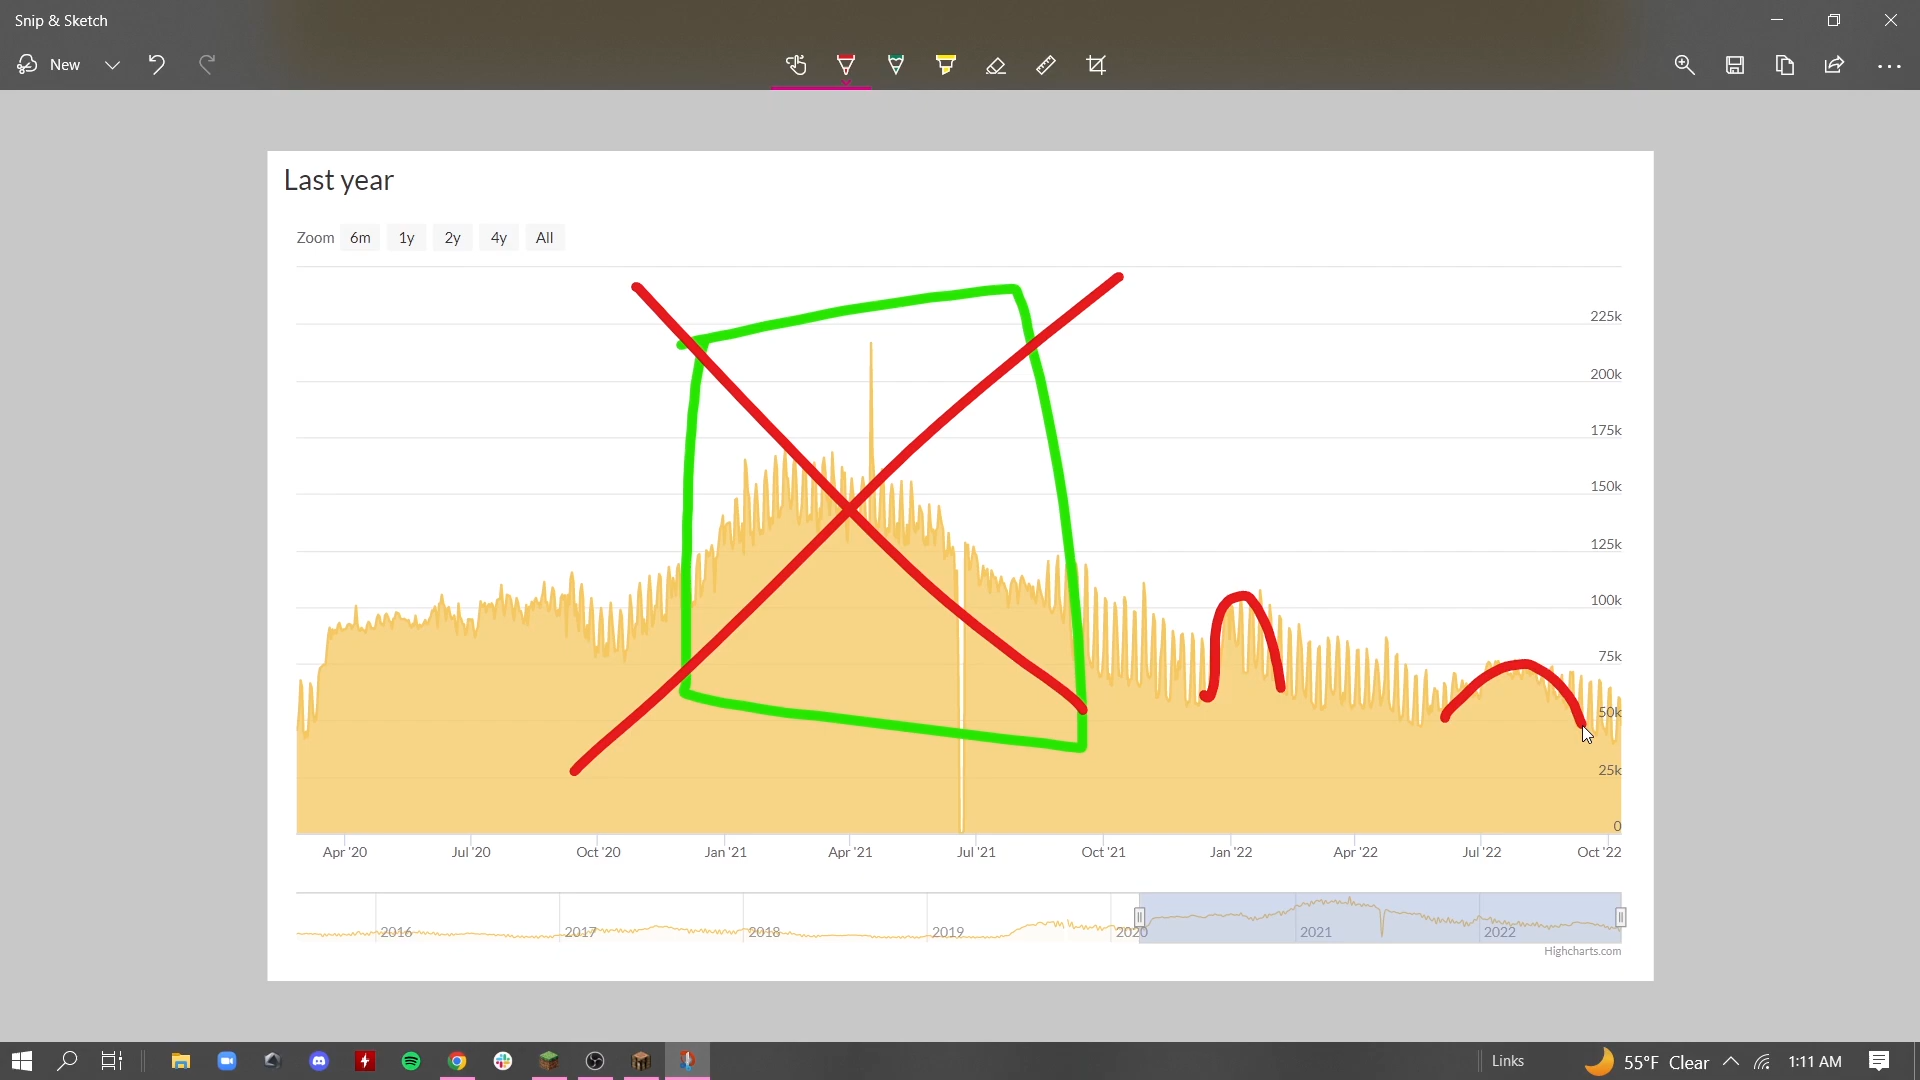 Snip & Sketch
New
Last year
Zoom 6m 1y 2y 4y All
225k
200k
175k
150k
125k
100k
75k
50k
25k
0
Apr '20 Jul '20 Oct '20 Jan '21 Apr '21 Jul '21 Oct '21 Jan '22 Apr '22 Jul '22 Oct '22
2016 2017 2018 2019 2020 2021 2022
Highcharts.com
Links 55°F Clear 1:11 AM